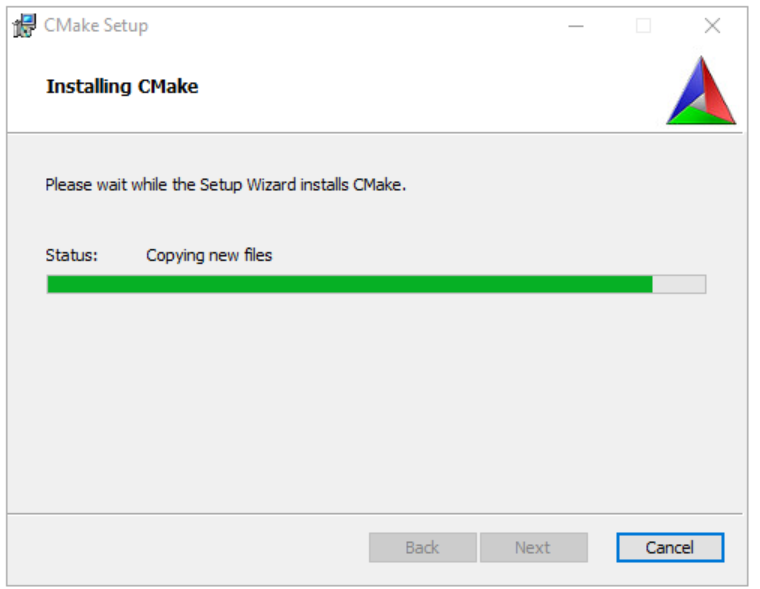 CMake Setup
Installing CMake
Please wait while the Setup Wizard installs CMake.
Status: Copying new files
Back Next Cancel